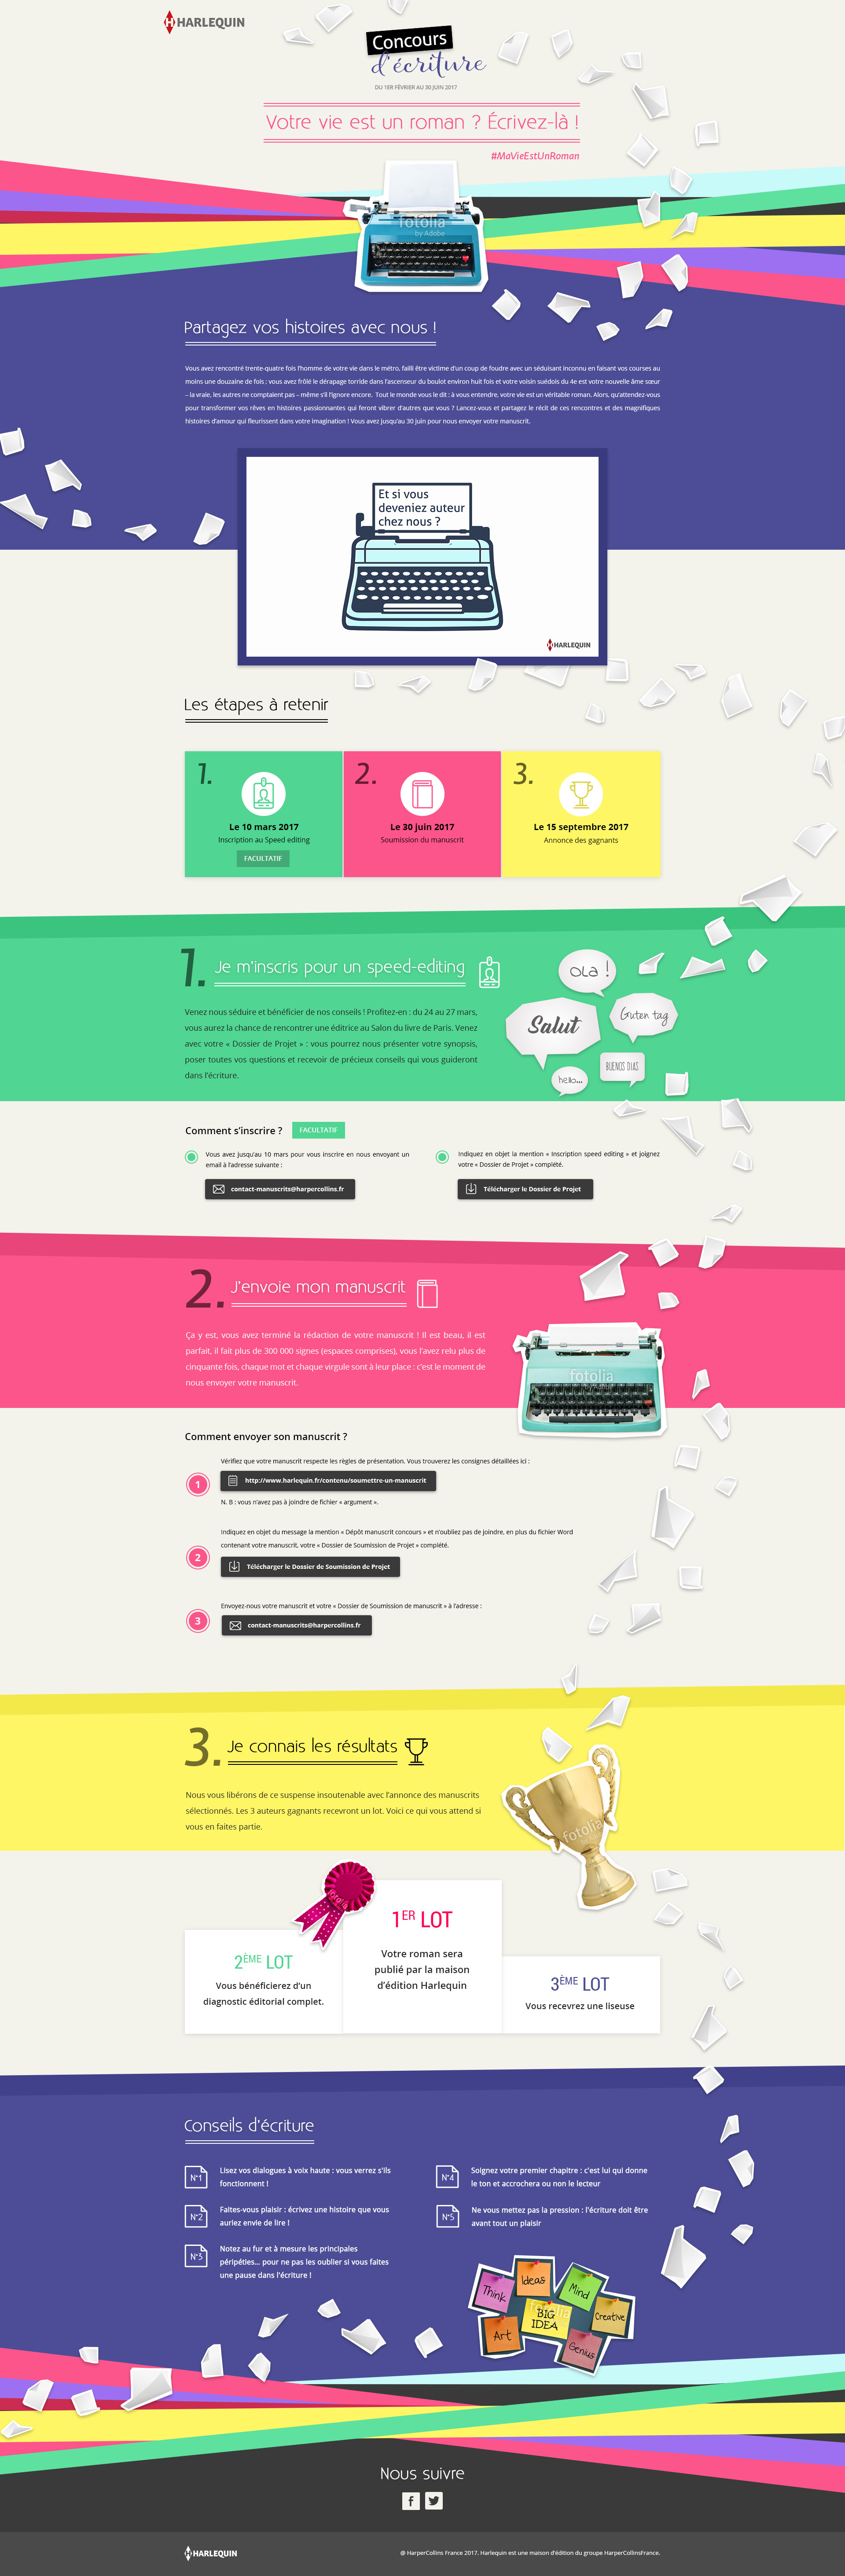 HARLEQUIN
Concours
d'écriture
DU 1ER FÉVRIER AU 30 JUIN 2017
Votre vie est un roman ? Écrivez-là !
#MaVieEstUnRoman
fotolia
by Adobe
Partagez vos histoires avec nous !
Vous avez rencontré trente-quatre fois l'homme de votre vie dans le métro, failli être victime d'un coup de foudre avec un séduisant inconnu en faisant vos courses au
moins une douzaine de fois : vous avez frôlé le dérapage torride dans l'ascenseur du boulot environ huit fois et votre voisin suédois du 4e est votre nouvelle âme sœur
– la vraie, les autres ne comptaient pas – même s'il l'ignore encore. Tout le monde vous le dit : à vous entendre, votre vie est un véritable roman. Alors, qu'attendez-vous
pour transformer vos rêves en histoires passionnantes qui feront vibrer d'autres que vous ? Lancez-vous et partagez le récit de ces rencontres et des magnifiques
histoires d'amour qui fleurissent dans votre imagination ! Vous avez jusqu'au 30 juin pour nous envoyer votre manuscrit.
Et si vous
deveniez auteur
chez nous ?
HARLEQUIN
Les étapes à retenir
1.
Le 10 mars 2017
Inscription au Speed editing
FACULTATIF
2.
Le 30 juin 2017
Soumission du manuscrit
3.
Le 15 septembre 2017
Annonce des gagnants
1. Je m'inscris pour un speed-editing
Venez nous séduire et bénéficier de nos conseils ! Profitez-en : du 24 au 27 mars,
vous aurez la chance de rencontrer une éditrice au Salon du livre de Paris. Venez
avec votre « Dossier de Projet » : vous pourrez nous présenter votre synopsis,
poser toutes vos questions et recevoir de précieux conseils qui vous guideront
dans l'écriture.
Ola !
Salut
Guten tag
BUENOS DIAS
hello...
Comment s'inscrire ? FACULTATIF
Vous avez jusqu'au 10 mars pour vous inscrire en nous envoyant un
email à l'adresse suivante :
contact-manuscrits@harpercollins.fr
Indiquez en objet la mention « Inscription speed editing » et joignez
votre « Dossier de Projet » complété.
Télécharger le Dossier de Projet
2. J'envoie mon manuscrit
Ça y est, vous avez terminé la rédaction de votre manuscrit ! Il est beau, il est
parfait, il fait plus de 300 000 signes (espaces comprises), vous l'avez relu plus de
cinquante fois, chaque mot et chaque virgule sont à leur place : c'est le moment de
nous envoyer votre manuscrit.
fotolia
Comment envoyer son manuscrit ?
1
Vérifiez que votre manuscrit respecte les règles de présentation. Vous trouverez les consignes détaillées ici :
http://www.harlequin.fr/contenu/soumettre-un-manuscrit
N. B : vous n'avez pas à joindre de fichier « argument ».
2
Indiquez en objet du message la mention « Dépôt manuscrit concours » et n'oubliez pas de joindre, en plus du fichier Word
contenant votre manuscrit, votre « Dossier de Soumission de Projet » complété.
Télécharger le Dossier de Soumission de Projet
3
Envoyez-nous votre manuscrit et votre « Dossier de Soumission de manuscrit » à l'adresse :
contact-manuscrits@harpercollins.fr
3. Je connais les résultats
Nous vous libérons de ce suspense insoutenable avec l'annonce des manuscrits
sélectionnés. Les 3 auteurs gagnants recevront un lot. Voici ce qui vous attend si
vous en faites partie.
fotolia
1ER LOT
Votre roman sera
publié par la maison
d'édition Harlequin
2ÈME LOT
Vous bénéficierez d'un
diagnostic éditorial complet.
3ÈME LOT
Vous recevrez une liseuse
Conseils d'écriture
N°1
Lisez vos dialogues à voix haute : vous verrez s'ils
fonctionnent !
N°2
Faites-vous plaisir : écrivez une histoire que vous
auriez envie de lire !
N°3
Notez au fur et à mesure les principales
péripéties... pour ne pas les oublier si vous faites
une pause dans l'écriture !
N°4
Soignez votre premier chapitre : c'est lui qui donne
le ton et accrochera ou non le lecteur
N°5
Ne vous mettez pas la pression : l'écriture doit être
avant tout un plaisir
Think
Ideas
Mind
BIG
IDEA
Creative
Art
Genius
Nous suivre
HARLEQUIN
@ HarperCollins France 2017. Harlequin est une maison d'édition du groupe HarperCollinsFrance.